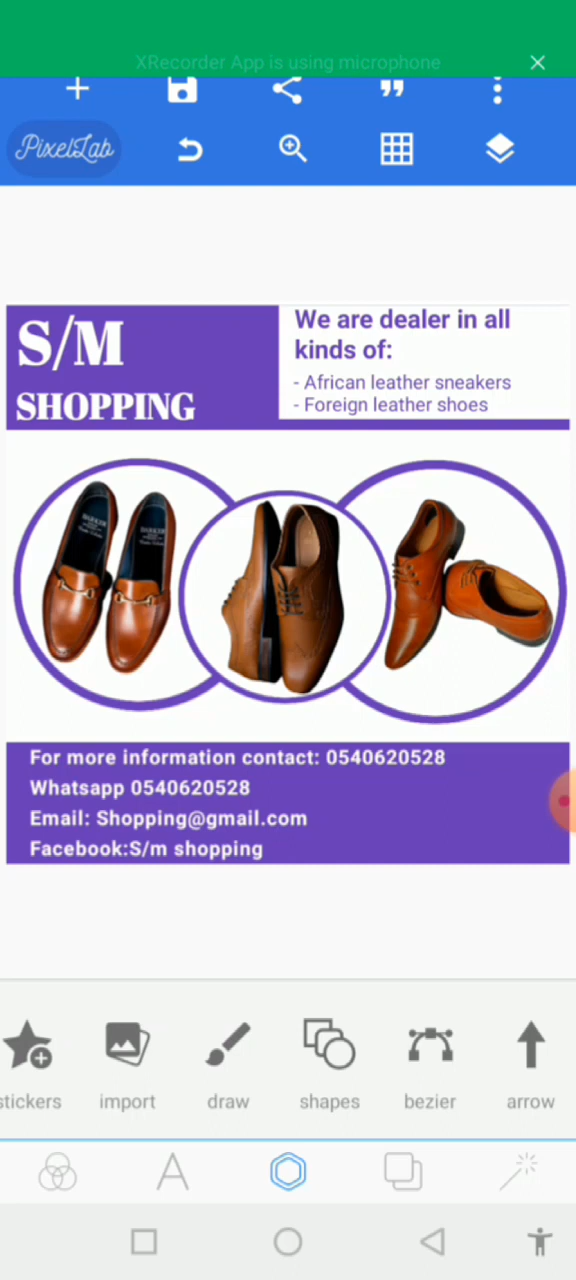 XRecorder App is using microphone
PixelLab
S/M
SHOPPING
We are dealer in all
kinds of:
- African leather sneakers
- Foreign leather shoes
BARKER
BARKER
For more information contact: 0540620528
Whatsapp 0540620528
Email: Shopping@gmail.com
Facebook:S/m shopping
stickers
import
draw
shapes
bezier
arrow
A